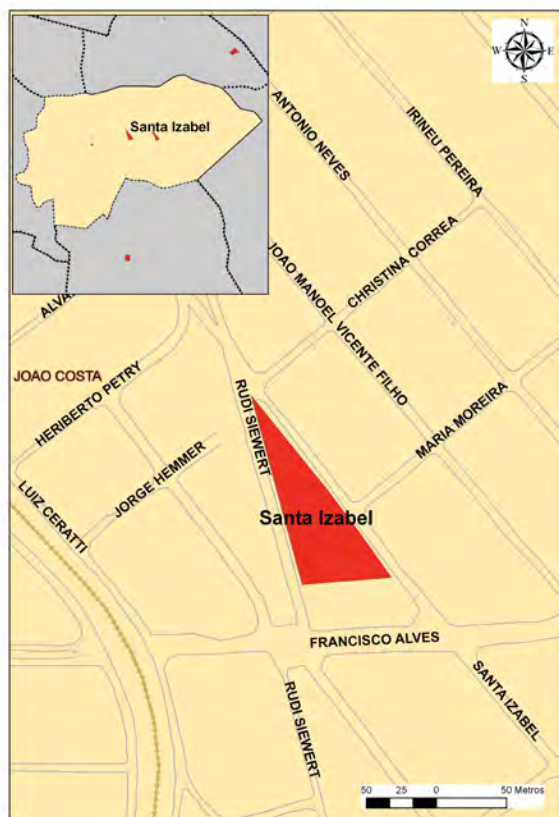 Santa Izabel
N
W E
S
ANTONIO NEVES
IRINEU PEREIRA
CHRISTINA CORREA
JOAO MANOEL VICENTE FILHO
JOAO COSTA
HERIBERTO PETRY
RUDI SIEWERT
MARIA MOREIRA
JORGE HEMMER
LUIZ CERATTI
Santa Izabel
FRANCISCO ALVES
SANTA IZABEL
RUDI SIEWERT
50 25 0 50 Metros